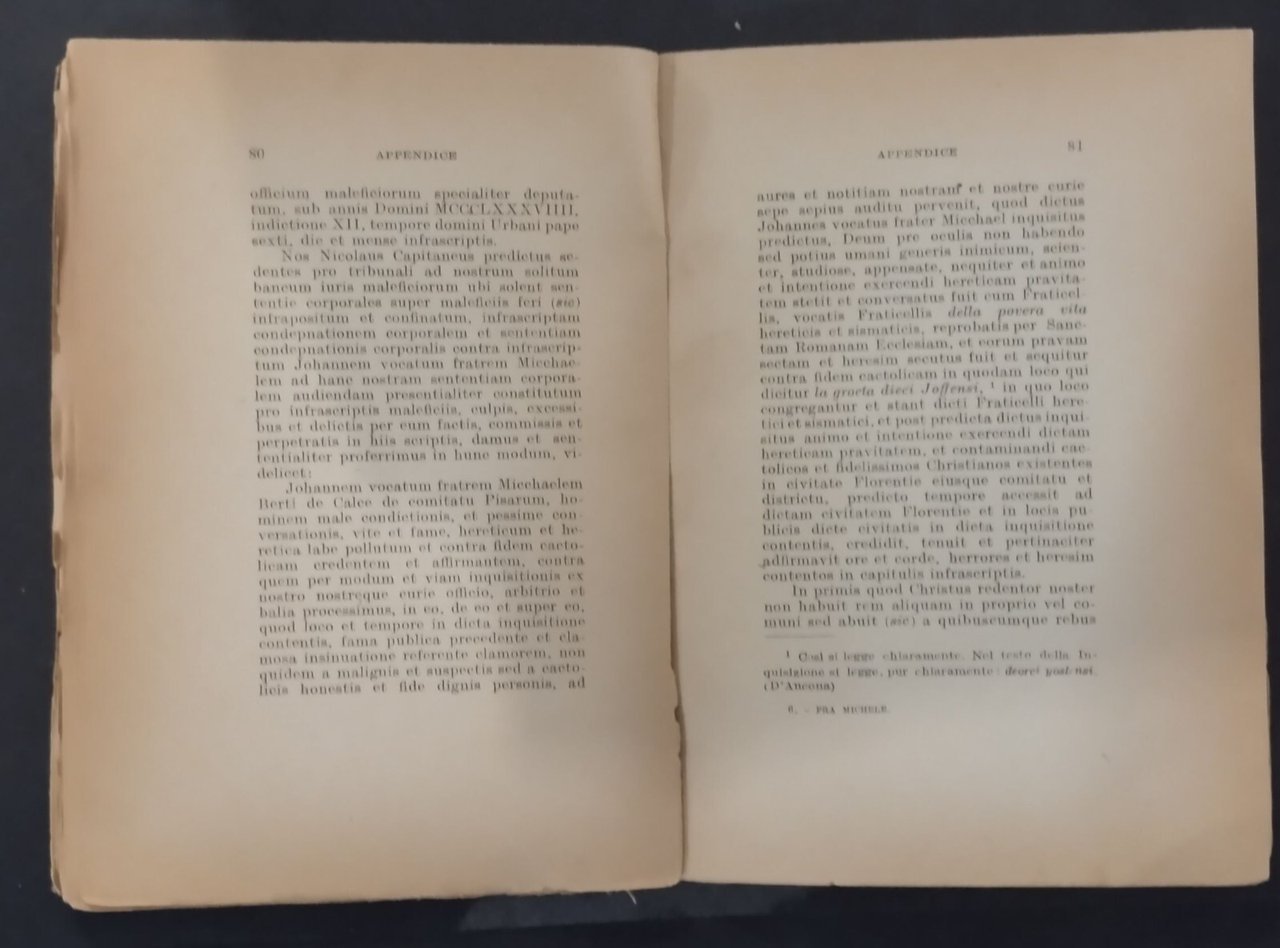 80
APPENDICE
officium maleficiorum specialiter deputa-
tum, sub annis Domini MCCCLXXXVIIII,
indictione XII, tempore domini Urbani pape
sexti, die et mense infrascriptis.
Nos Nicolaus Capitaneus predictus se-
dentes pro tribunali ad nostrum solitum
bancum iuris maleficiorum ubi solent sen-
tentie corporales super maleficiis feri (sic)
infrapositum et confinatum, infrascriptam
condepnationem corporalem et sententiam
condepnationis corporalis contra infrascrip-
tum Johannem vocatum fratrem Micchae-
lem ad hanc nostram sententiam corpora-
lem audiendam presentialiter constitutum
pro infrascriptis maleficiis, culpis, excessi-
bus et delictis per eum factis, commissis et
perpetratis in hiis scriptis, damus et sen-
tentialiter proferrimus in hunc modum, vi-
delicet:
Johannem vocatum fratrem Micchaelem
Berti de Calce de comitatu Pisarum, ho-
minem male condictionis, et pessime con-
versationis, vite et fame, hereticum et he-
retica labe pollutum et contra fidem cacto-
licam credentem et affirmantem, contra
quem per modum et viam inquisitionis ex
nostro nostreque curie officio, arbitrio et
balia processimus, in eo, de eo et super eo,
quod loco et tempore in dicta inquisitione
contentis, fama publica precedente et cla-
mosa insinuatione referente clamorem, non
quidem a malignis et suspectis sed a cacto-
licis honestis et fide dignis personis, ad
APPENDICE
81
aures et notitiam nostram et nostre curie
sepe sepius auditu pervenit, quod dictus
Johannes vocatus frater Micchael inquisitus
predictus, Deum pre oculis non habendo
sed potius umani generis inimicum, scien-
ter, studiose, appensate, nequiter et animo
et intentione exercendi hereticam pravita-
tem stetit et conversatus fuit cum Fraticel-
lis, vocatis Fraticellis della povera vita
hereticis et sismaticis, reprobatis per Sanc-
tam Romanam Ecclesiam, et eorum pravam
sectam et heresim secutus fuit et sequitur
contra fidem cactolicam in quodam loco qui
dicitur la grocta dieci Joffensi, ¹ in quo loco
congregantur et stant dicti Fraticelli here-
tici et sismatici, et post predicta dictus inqui-
situs animo et intentione exercendi dictam
hereticam pravitatem, et contaminandi cac-
tolicos et fidelissimos Christianos existentes
in civitate Florentie eiusque comitatu et
districtu, predicto tempore accessit ad
dictam civitatem Florentie et in locis pu-
blicis dicte civitatis in dicta inquisitione
contentis, credidit, tenuit et pertinaciter
adfirmavit ore et corde, herrores et heresim
contentos in capitulis infrascriptis.
In primis quod Christus redentor noster
non habuit rem aliquam in proprio vel co-
muni sed abuit (sic) a quibuscumque rebus
¹ Così si legge chiaramente. Nel testo della In-
quisizione si legge, pur chiaramente:
(D'Ancona)
6. - FRA MICHELE.